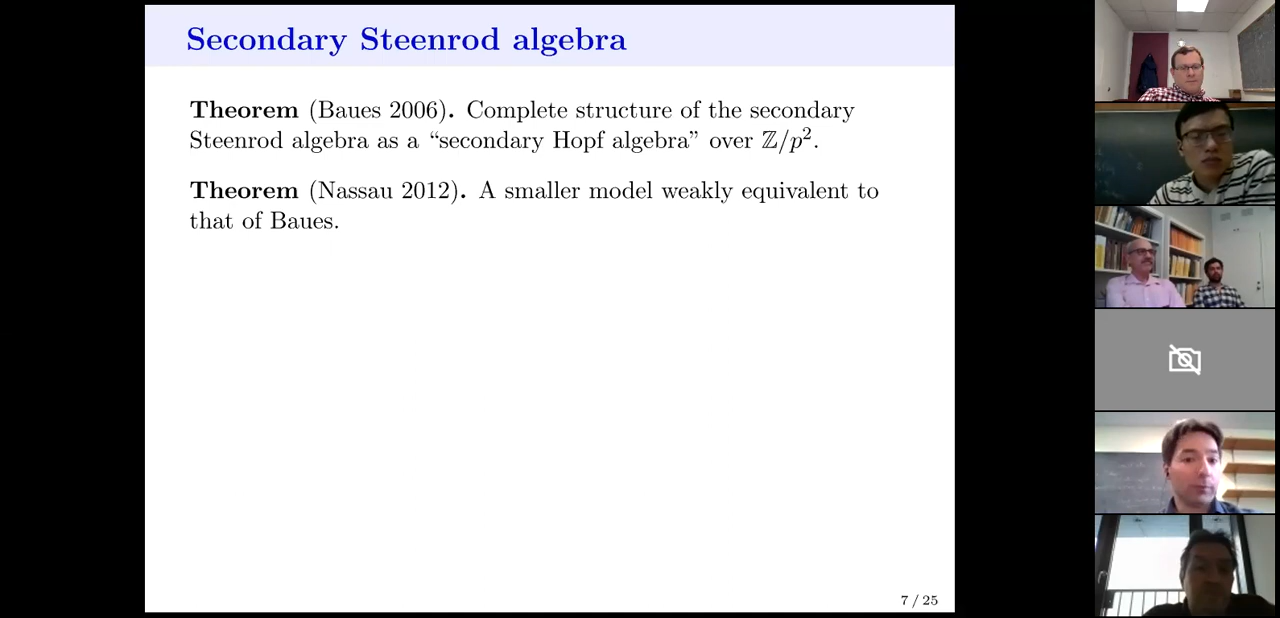 Secondary Steenrod algebra
Theorem (Baues 2006). Complete structure of the secondary
Steenrod algebra as a “secondary Hopf algebra” over ℤ/p².
Theorem (Nassau 2012). A smaller model weakly equivalent to
that of Baues.
7 / 25